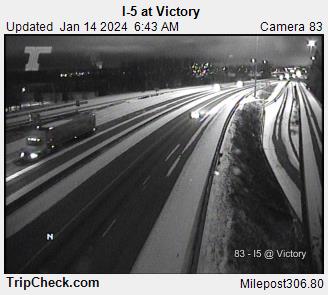 I-5 at Victory
Updated Jan 14 2024 6:43 AM Camera 83
T
N
83 - I5 @ Victory
TripCheck.com Milepost306.80